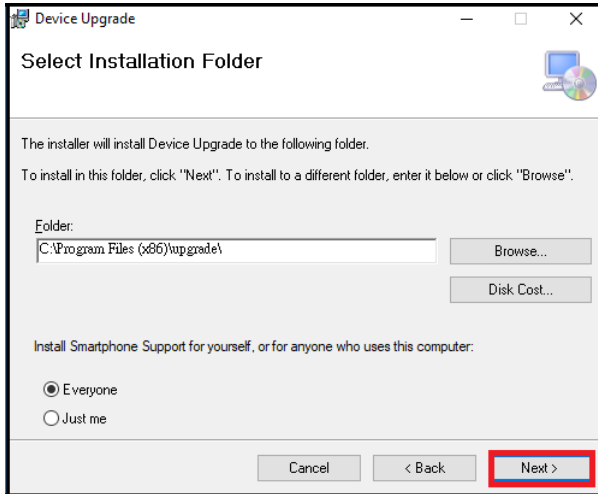 Device Upgrade
Select Installation Folder
The installer will install Device Upgrade to the following folder.
To install in this folder, click "Next". To install to a different folder, enter it below or click "Browse".
Folder:
C:\Program Files (x86)\upgrade\
Browse...
Disk Cost...
Install Smartphone Support for yourself, or for anyone who uses this computer:
Everyone
Just me
Cancel
< Back
Next >